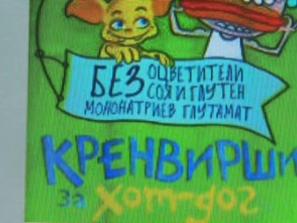 БЕЗ ОЦВЕТИТЕЛИ
СОЯ И ГЛУТЕН
МОНОНАТРИЕВ ГЛУТАМАТ
КРЕНВИРШИ
за хот-дог